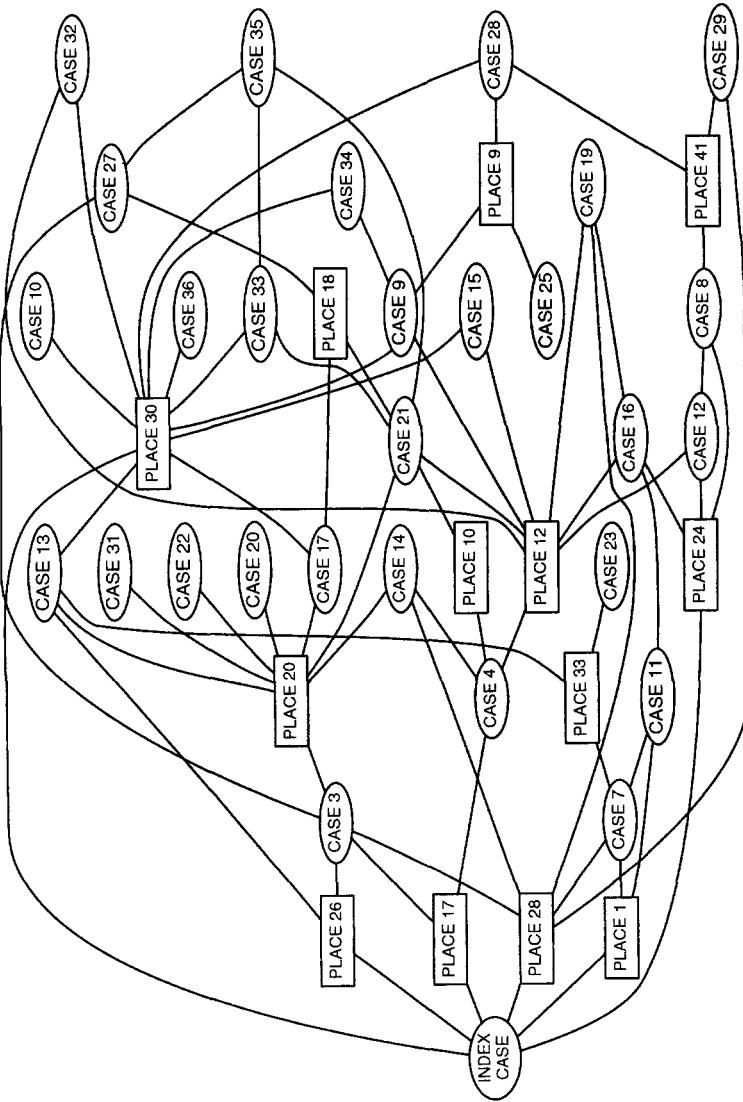 CASE 13
CASE 10
CASE 32
CASE 31
CASE 27
PLACE 30
CASE 22
CASE 36
CASE 20
CASE 33
CASE 35
PLACE 20
CASE 17
PLACE 18
PLACE 26
CASE 3
CASE 34
CASE 14
CASE 21
CASE 9
PLACE 17
PLACE 10
CASE 15
INDEX
CASE
CASE 4
PLACE 9
CASE 28
PLACE 28
PLACE 12
CASE 25
PLACE 33
CASE 23
CASE 19
PLACE 1
CASE 7
CASE 16
CASE 11
PLACE 24
CASE 12
CASE 8
PLACE 41
CASE 29